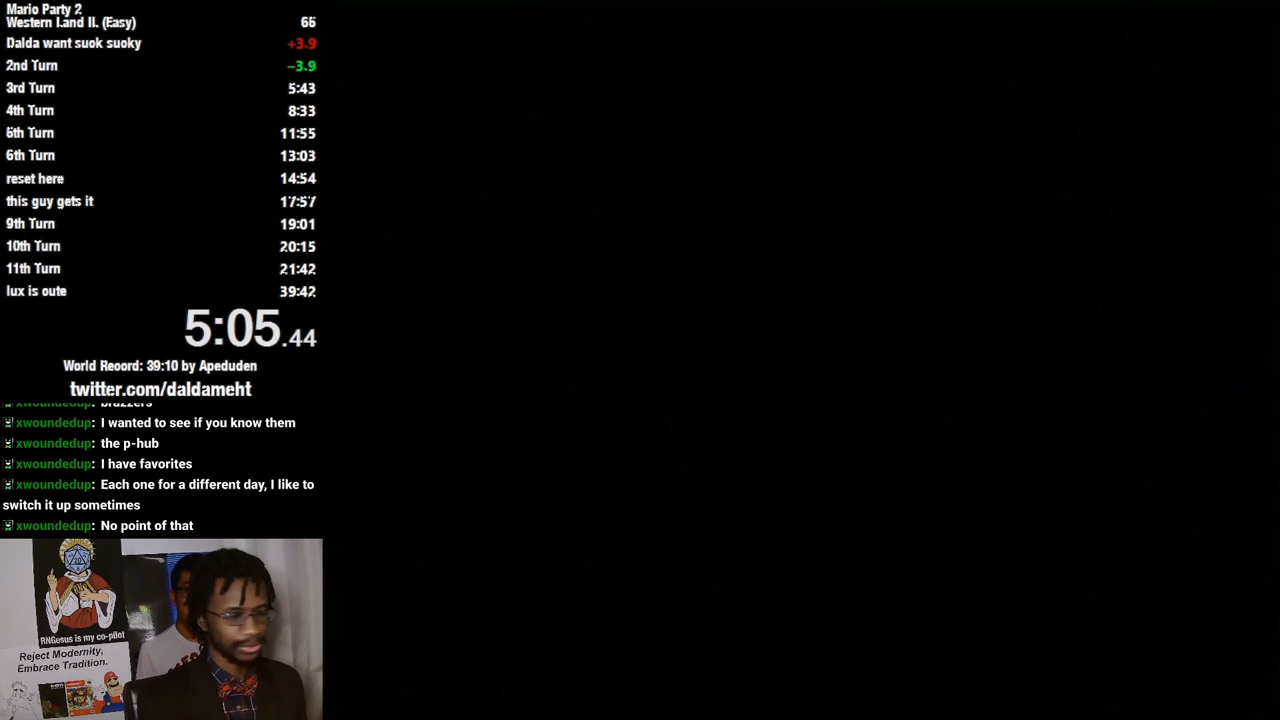 Mario Party 2
Western Land II. (Easy) 66
Dalda want suok suoky +3.9
2nd Turn −3.9
3rd Turn 5:43
4th Turn 8:33
5th Turn 11:55
6th Turn 13:03
reset here 14:54
this guy gets it 17:57
9th Turn 19:01
10th Turn 20:15
11th Turn 21:42
lux is oute 39:42
5:05.44
World Reoord: 39:10 by Apeduden
twitter.com/daldameht
xwoundedup: brazzers
xwoundedup: I wanted to see if you know them
xwoundedup: the p-hub
xwoundedup: I have favorites
xwoundedup: Each one for a different day, I like to
switch it up sometimes
xwoundedup: No point of that
RNGesus is my co-pilot
Reject Modernity,
Embrace Tradition.